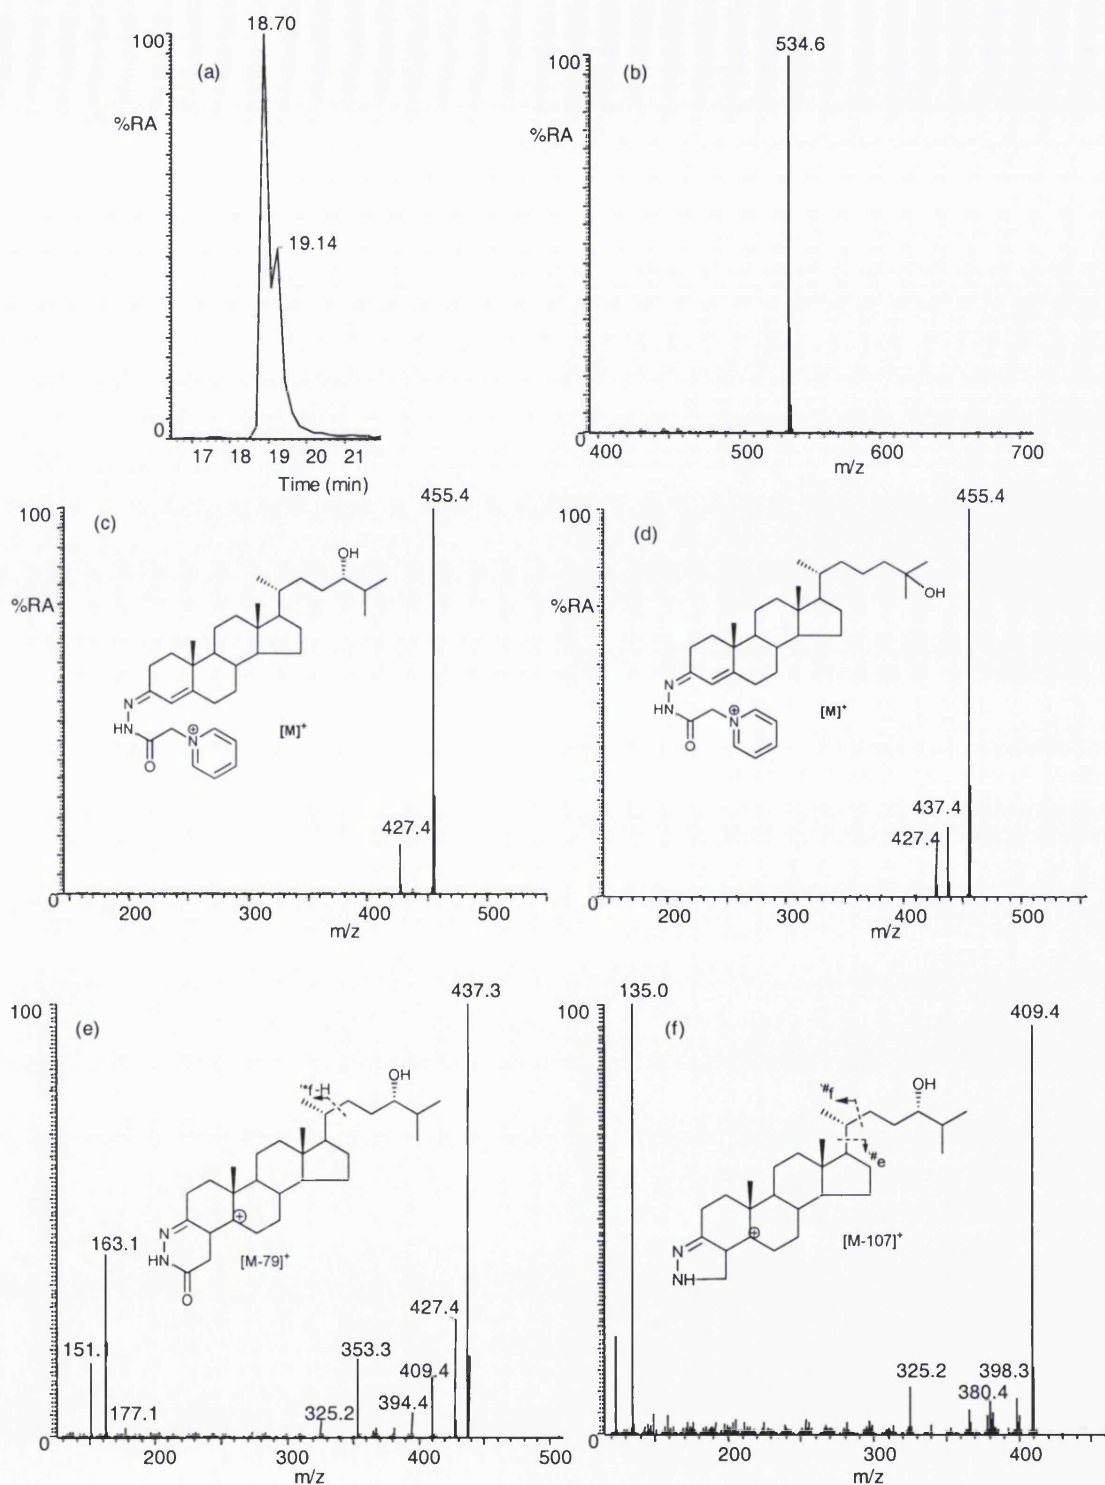 18.70
100
(a)
%RA
19.14
0
17 18 19 20 21
Time (min)
534.6
100
(b)
%RA
0
400 500 600 700
m/z
455.4
100
(c)
OH
%RA
N
HN
N
⊕
O
[M]⁺
427.4
0
200 300 400 500
m/z
455.4
100
(d)
%RA
OH
N
HN
N
⊕
O
[M]⁺
437.4
427.4
0
200 300 400 500
m/z
437.3
100
(e)
OH
'*f-H
163.1
N
HN
⊕
O
[M-79]⁺
427.4
151.
353.3
409.4
394.4
325.2
177.1
0
200 300 400 500
m/z
135.0
409.4
100
(f)
OH
'#f
'#e
N
NH
⊕
[M-107]⁺
325.2
398.3
380.4
0
200 300 400
m/z